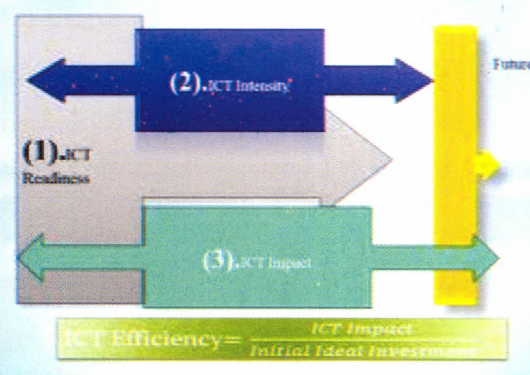 (2).ICT Intensity
Future
(1).ICT
Readiness
(3).ICT Impact
ICT Efficiency= ICT Impact
Initial Ideal Investment